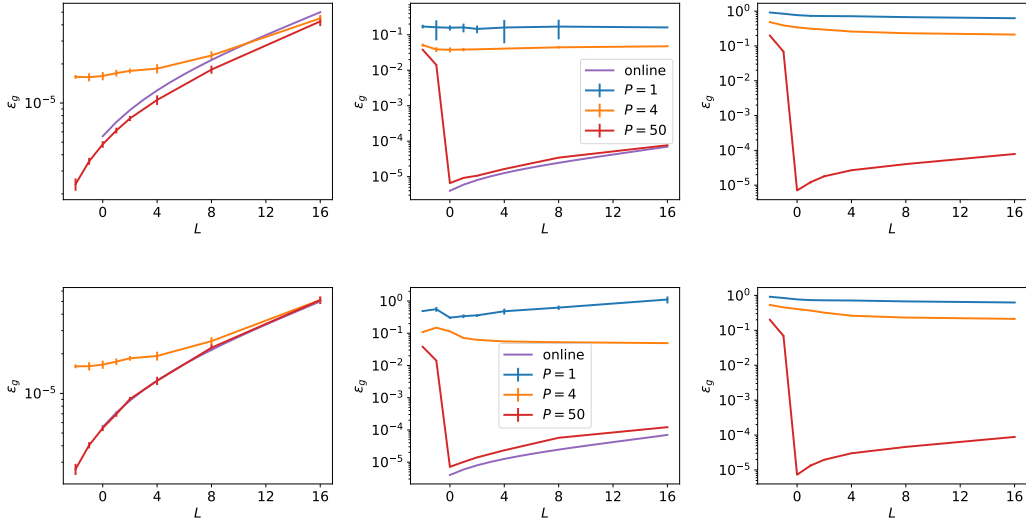 ε_g
10⁻⁵
0 4 8 12 16
L
ε_g
10⁻¹
10⁻²
10⁻³
10⁻⁴
10⁻⁵
online
P = 1
P = 4
P = 50
0 4 8 12 16
L
ε_g
10⁰
10⁻¹
10⁻²
10⁻³
10⁻⁴
10⁻⁵
0 4 8 12 16
L
ε_g
10⁻⁵
0 4 8 12 16
L
ε_g
10⁰
10⁻¹
10⁻²
10⁻³
10⁻⁴
10⁻⁵
online
P = 1
P = 4
P = 50
0 4 8 12 16
L
ε_g
10⁰
10⁻¹
10⁻²
10⁻³
10⁻⁴
10⁻⁵
0 4 8 12 16
L